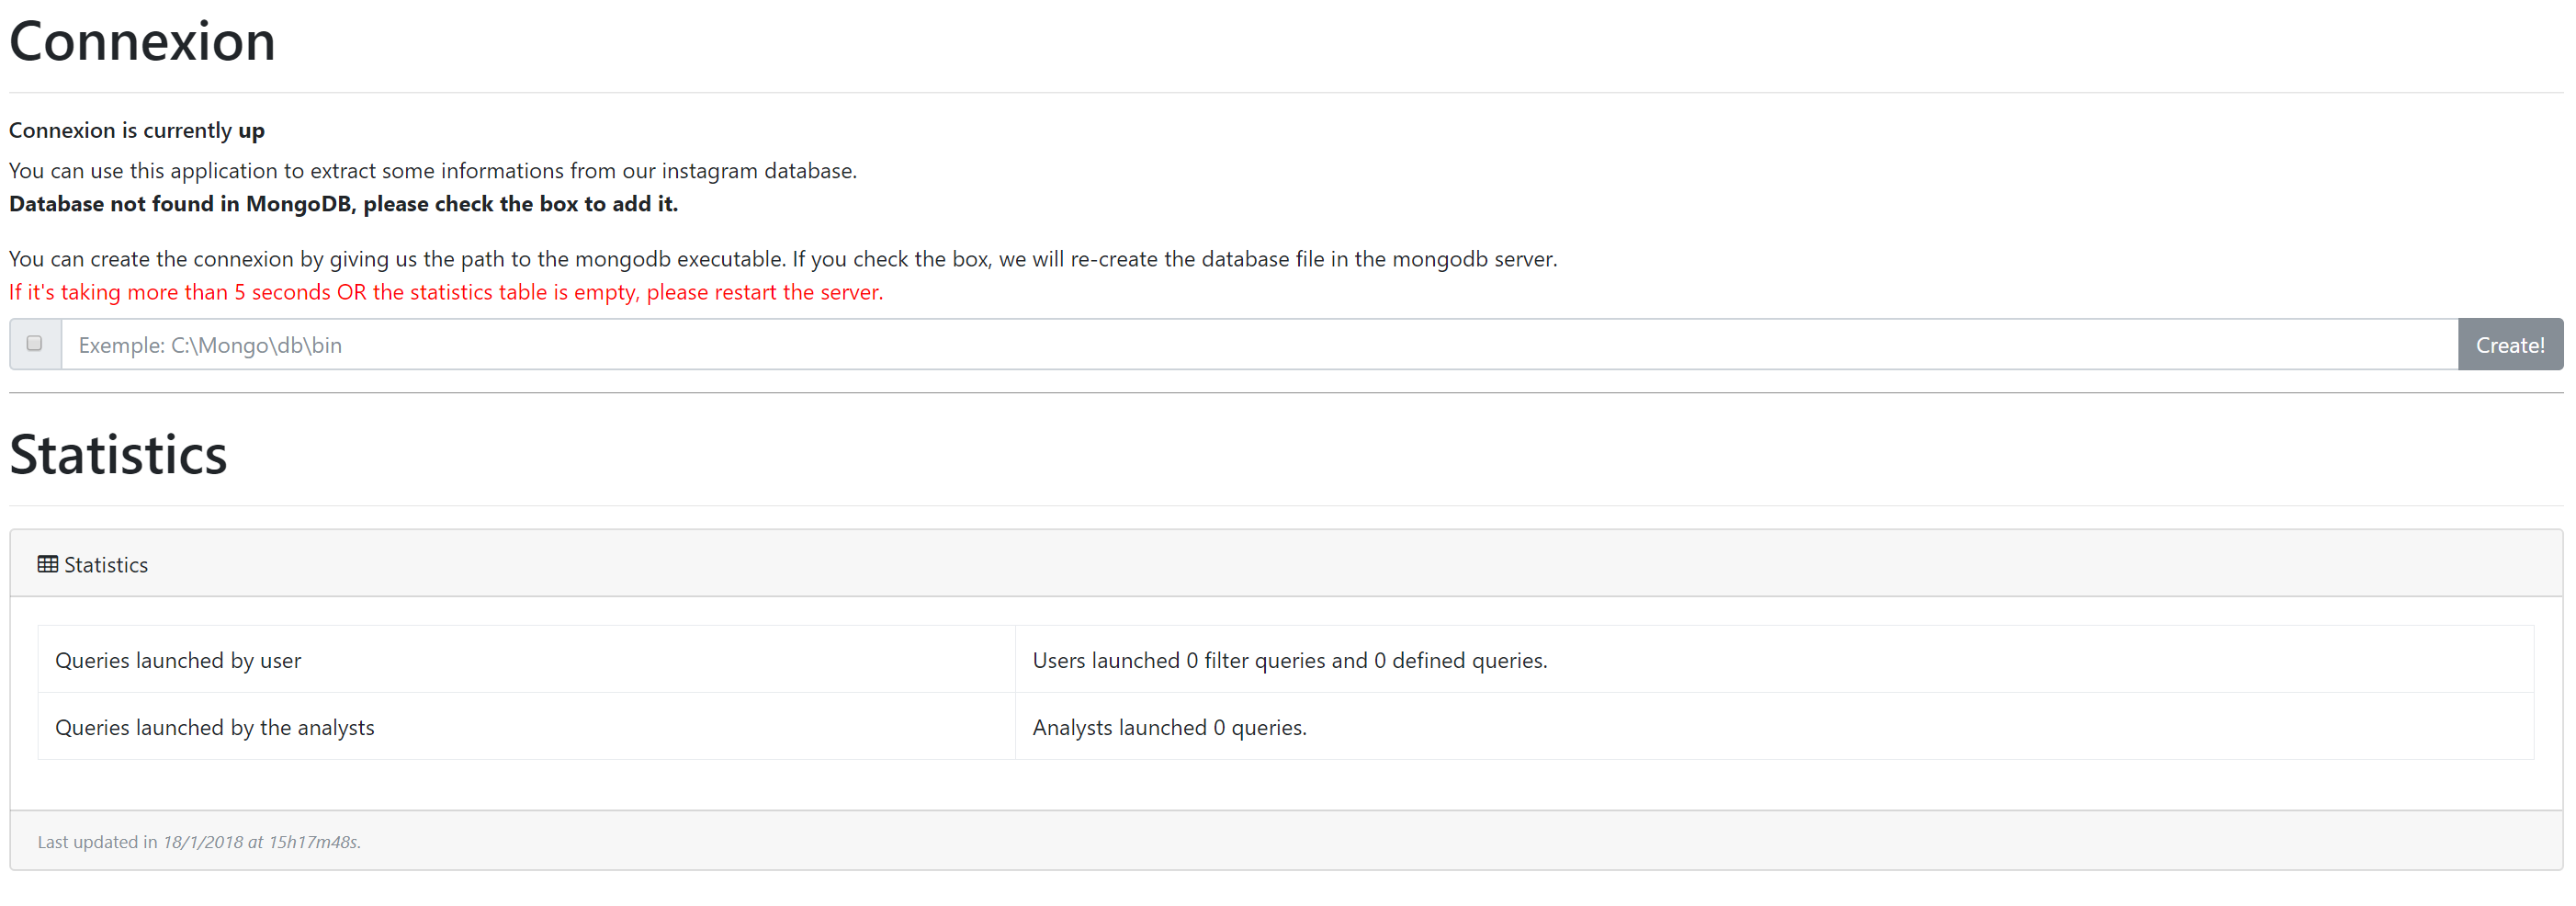 Connexion
Connexion is currently up
You can use this application to extract some informations from our instagram database.
Database not found in MongoDB, please check the box to add it.
You can create the connexion by giving us the path to the mongodb executable. If you check the box, we will re-create the database file in the mongodb server.
If it's taking more than 5 seconds OR the statistics table is empty, please restart the server.
Exemple: C:\Mongo\db\bin Create!
Statistics
Statistics
Queries launched by user Users launched 0 filter queries and 0 defined queries.
Queries launched by the analysts Analysts launched 0 queries.
Last updated in 18/1/2018 at 15h17m48s.